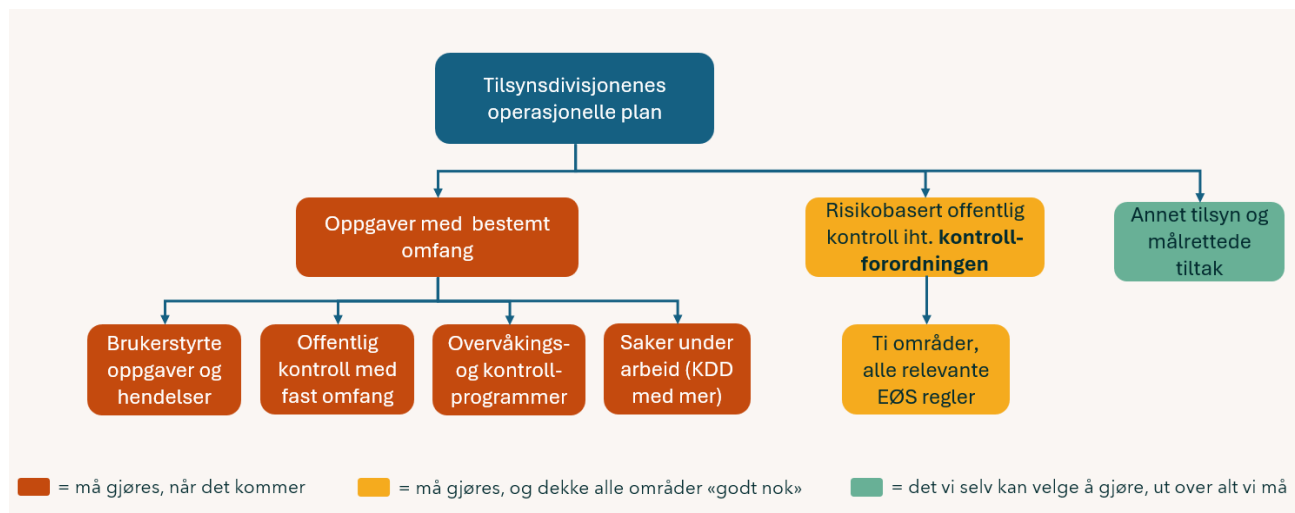 Tilsynsdivisjonenes
operasjonelle plan
Oppgaver med  bestemt
omfang
Risikobasert offentlig
kontroll iht. kontroll-
forordningen
Annet tilsyn og
målrettede
tiltak
Brukerstyrte
oppgaver og
hendelser
Offentlig
kontroll med
fast omfang
Overvåkings-
og kontroll-
programmer
Saker under
arbeid (KDD
med mer)
Ti områder,
alle relevante
EØS regler
= må gjøres, når det kommer
= må gjøres, og dekke alle områder «godt nok»
= det vi selv kan velge å gjøre, ut over alt vi må